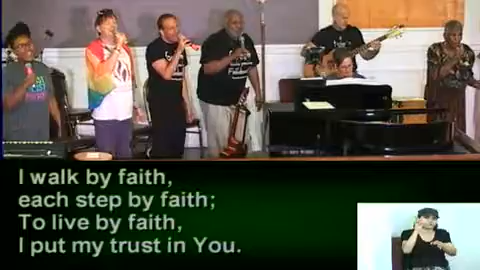 I walk by faith,
each step by faith;
To live by faith,
I put my trust in You.